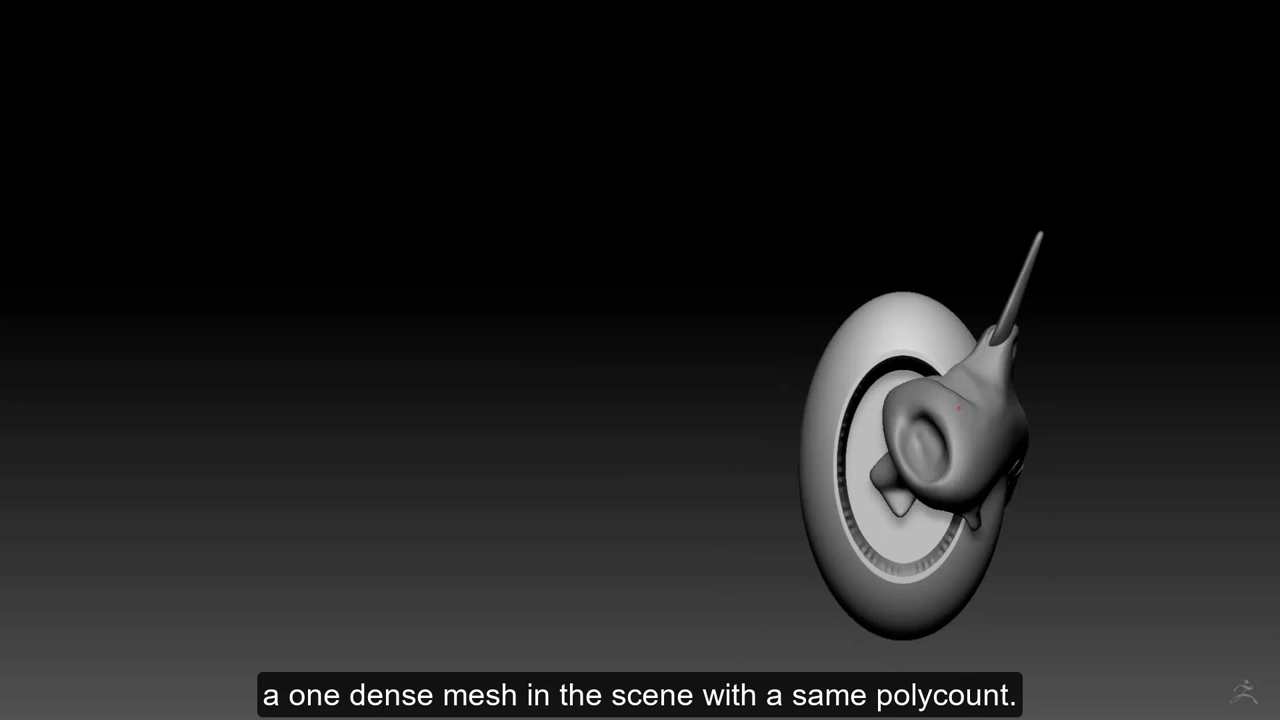 a one dense mesh in the scene with a same polycount.